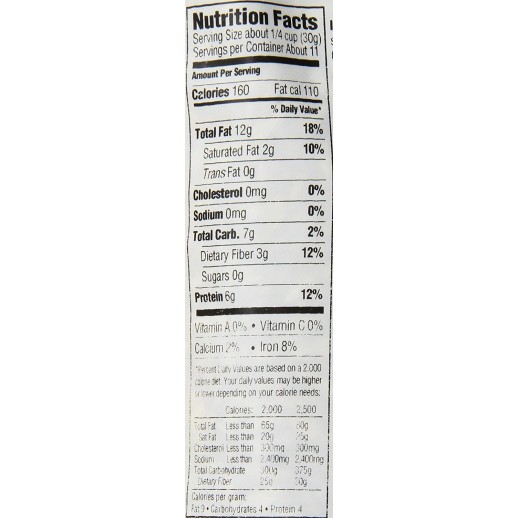 Nutrition Facts
Serving Size about 1/4 cup (30g)
Servings per Container About 11
Amount Per Serving
Calories 160 Fat cal 110
% Daily Value*
Total Fat 12g 18%
Saturated Fat 2g 10%
Trans Fat 0g
Cholesterol 0mg 0%
Sodium 0mg 0%
Total Carb. 7g 2%
Dietary Fiber 3g 12%
Sugars 0g
Protein 6g 12%
Vitamin A 0% • Vitamin C 0%
Calcium 2% • Iron 8%
*Percent Daily Values are based on a 2,000
calorie diet. Your daily values may be higher
or lower depending on your calorie needs:
Calories: 2,000 2,500
Total Fat Less than 65g 80g
Sat Fat Less than 20g 25g
Cholesterol Less than 300mg 300mg
Sodium Less than 2,400mg 2,400mg
Total Carbohydrate 300g 375g
Dietary Fiber 25g 30g
Calories per gram:
Fat 9 • Carbohydrates 4 • Protein 4